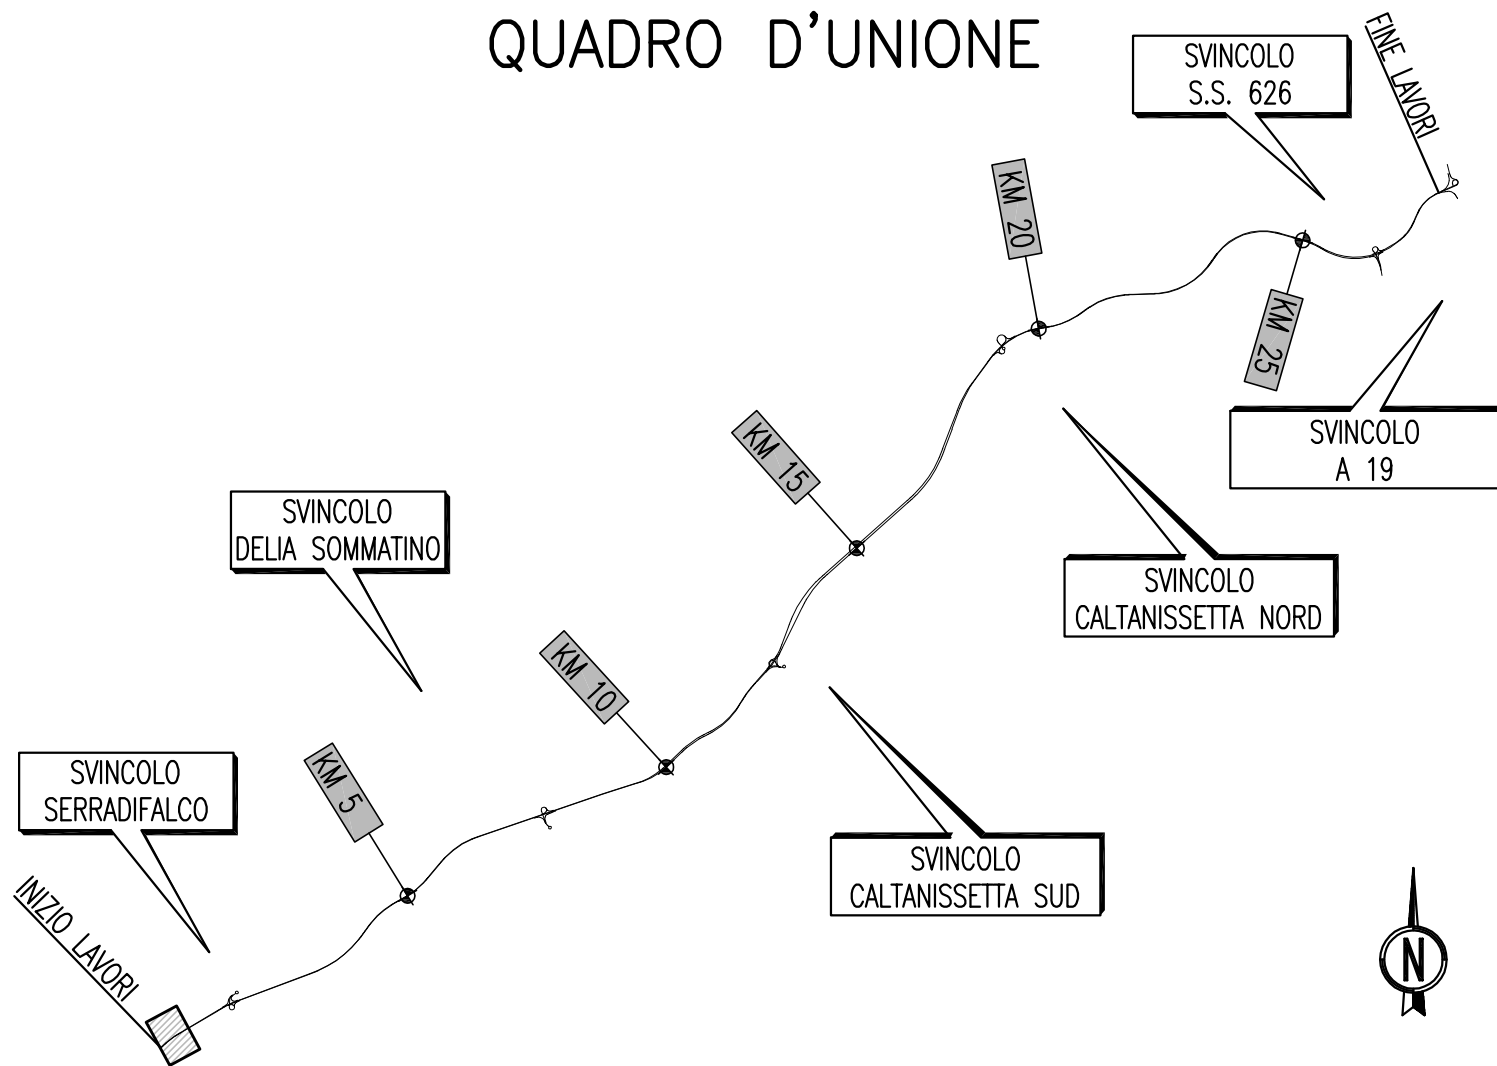 QUADRO D'UNIONE
SVINCOLO
S.S. 626
FINE LAVORI
KM 20
KM 25
SVINCOLO
A 19
KM 15
SVINCOLO
DELIA SOMMATINO
SVINCOLO
CALTANISSETTA NORD
KM 10
KM 5
SVINCOLO
SERRADIFALCO
SVINCOLO
CALTANISSETTA SUD
INIZIO LAVORI
N